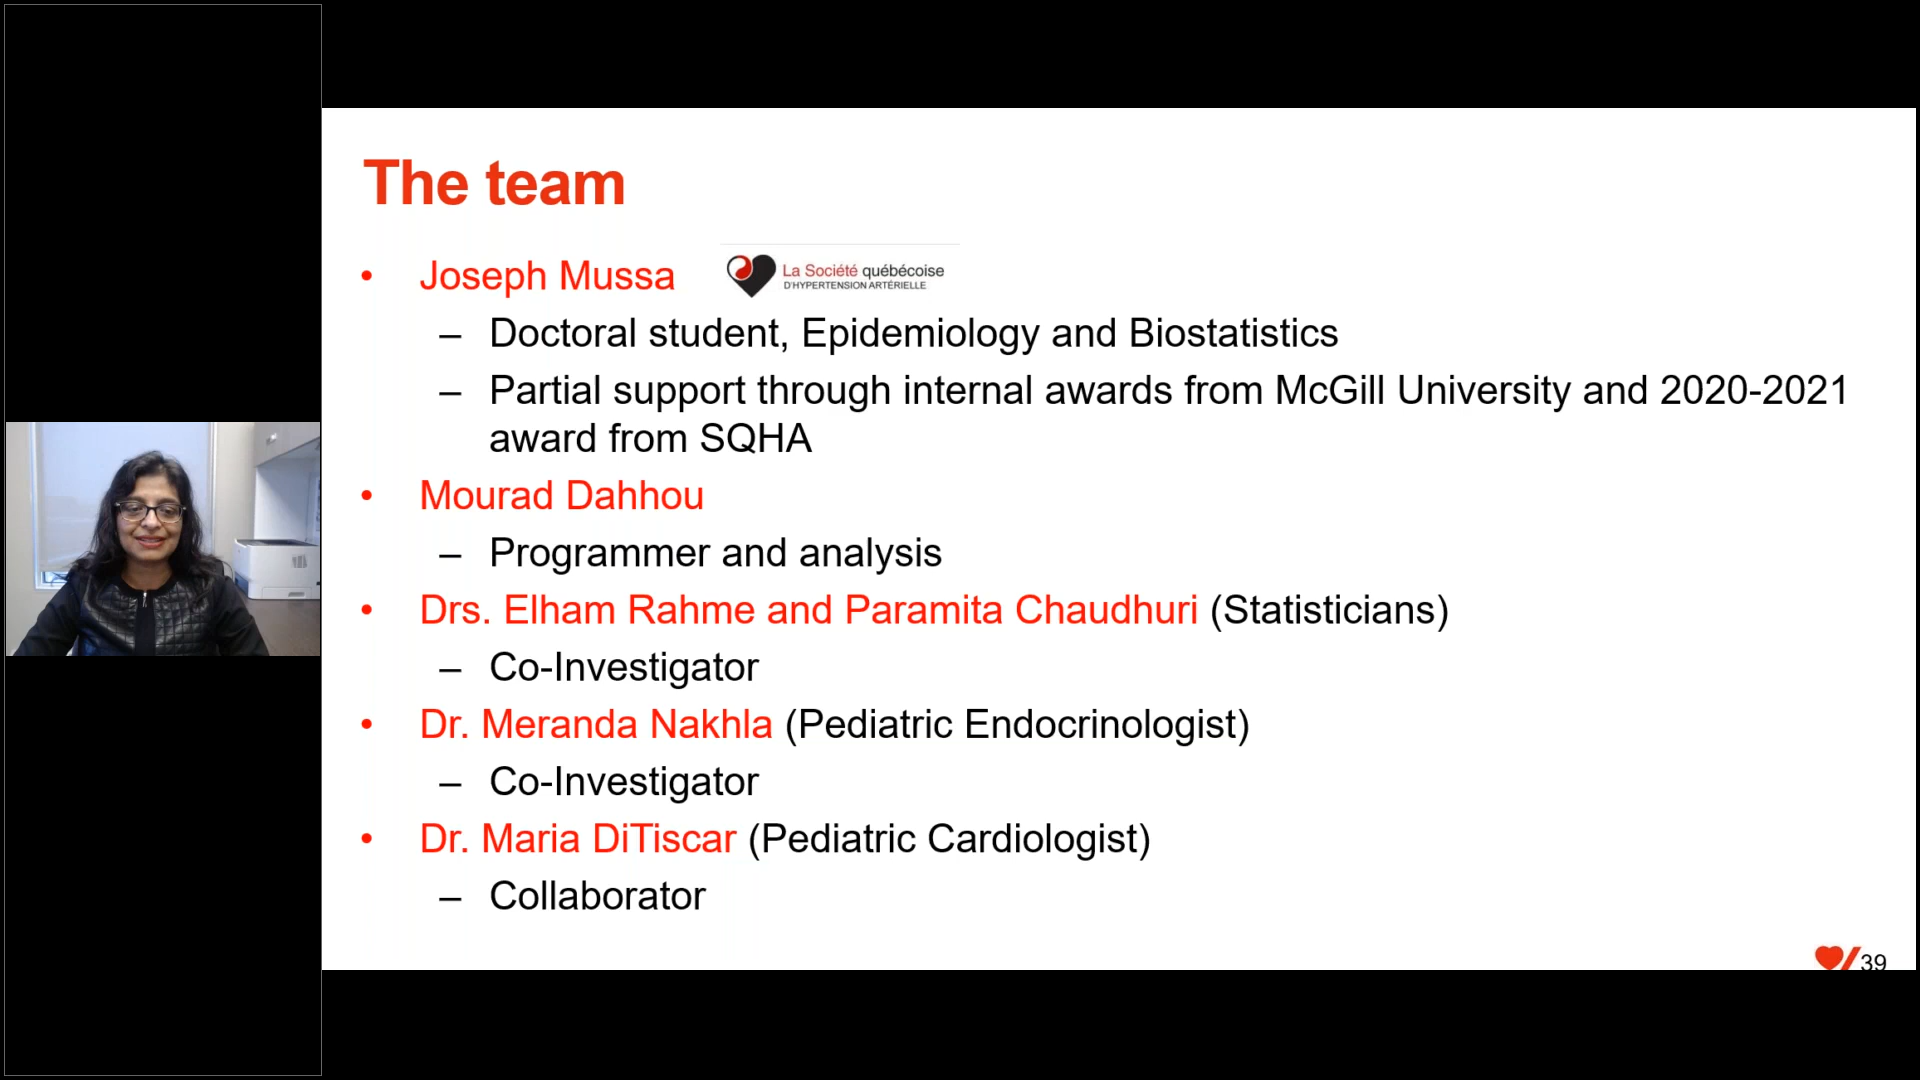 The team
• Joseph Mussa
La Société québécoise
D'HYPERTENSION ARTÉRIELLE
– Doctoral student, Epidemiology and Biostatistics
– Partial support through internal awards from McGill University and 2020-2021
award from SQHA
• Mourad Dahhou
– Programmer and analysis
• Drs. Elham Rahme and Paramita Chaudhuri (Statisticians)
– Co-Investigator
• Dr. Meranda Nakhla (Pediatric Endocrinologist)
– Co-Investigator
• Dr. Maria DiTiscar (Pediatric Cardiologist)
– Collaborator
39